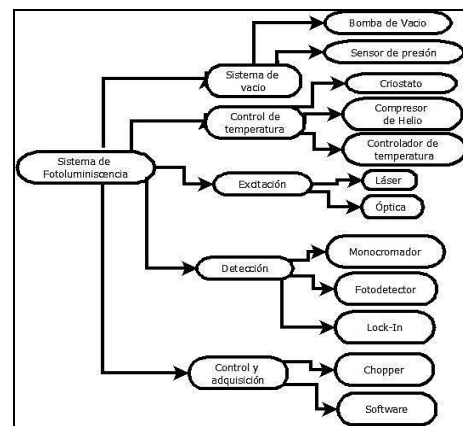 Bomba de Vacio
Sensor de presión
Sistema de
vacio
Criostato
Control de
temperatura
Compresor
de Helio
Controlador de
temperatura
Sistema de
Fotoluminiscencia
Excitación
Láser
Óptica
Monocromador
Detección
Fotodetector
Lock-In
Control y
adquisición
Chopper
Software